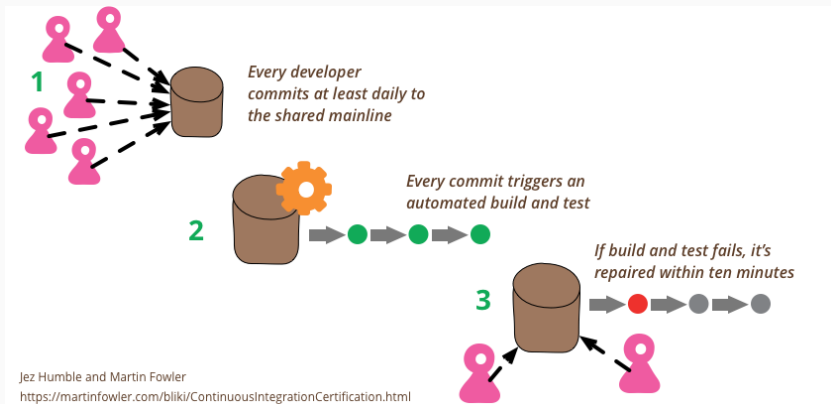 1
Every developer
commits at least daily to
the shared mainline
2
Every commit triggers an
automated build and test
3
If build and test fails, it's
repaired within ten minutes
Jez Humble and Martin Fowler
https://martinfowler.com/bliki/ContinuousIntegrationCertification.html